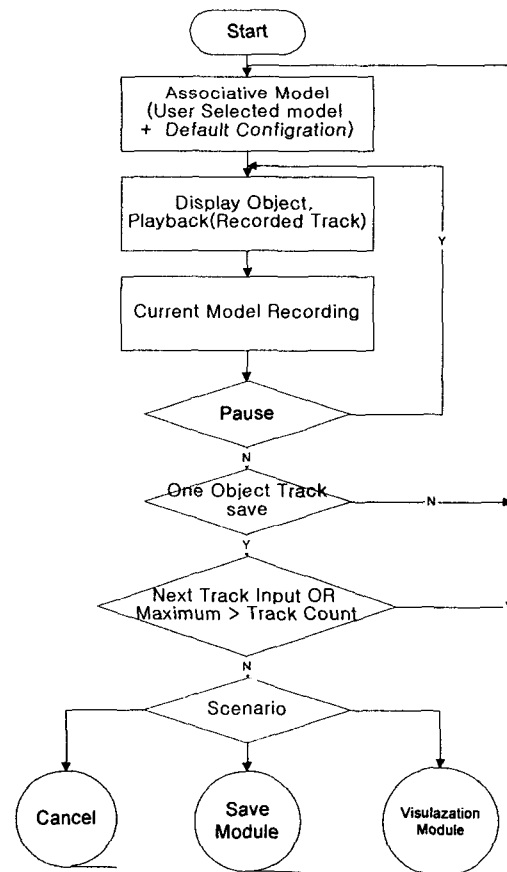 Start
Associative Model
(User Selected model
+ Default Configration)
Display Object,
Playback(Recorded Track)
Y
Current Model Recording
Pause
N
One Object Track
save
N
Y
Next Track Input OR
Maximum > Track Count
N
Scenario
Cancel
Save
Module
Visulazation
Module